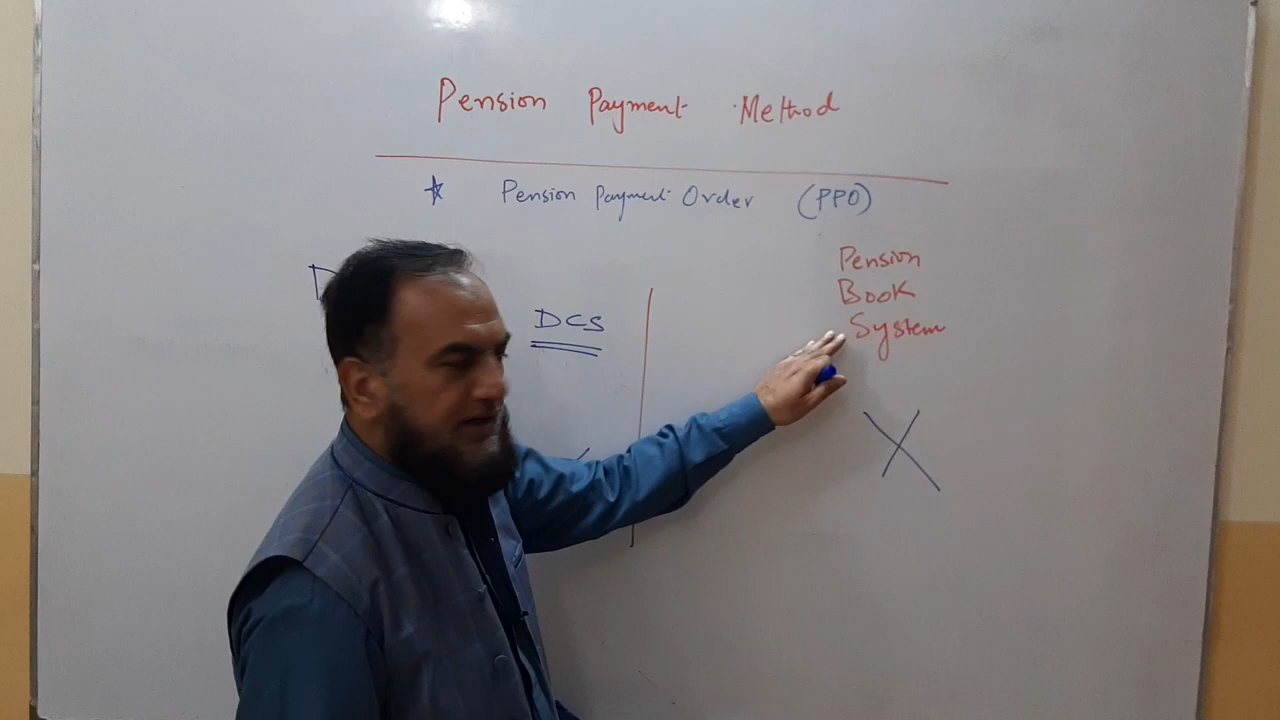 Pension Payment Method
★ Pension Payment Order (PPO)
DCS
Pension
Book
System
X